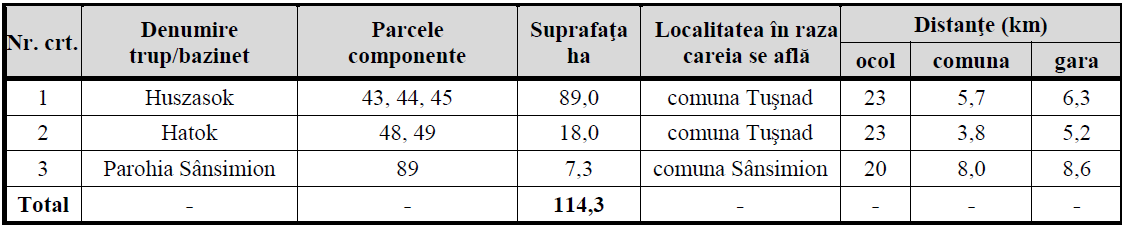 Nr. crt. Denumire trup/bazinet Parcele componente Suprafaţa ha Localitatea în raza careia se află Distanțe (km)
ocol comuna gara
1 Huszasok 43, 44, 45 89,0 comuna Tuşnad 23 5,7 6,3
2 Hatok 48, 49 18,0 comuna Tuşnad 23 3,8 5,2
3 Parohia Sânsimion 89 7,3 comuna Sânsimion 20 8,0 8,6
Total - - 114,3 - - - -